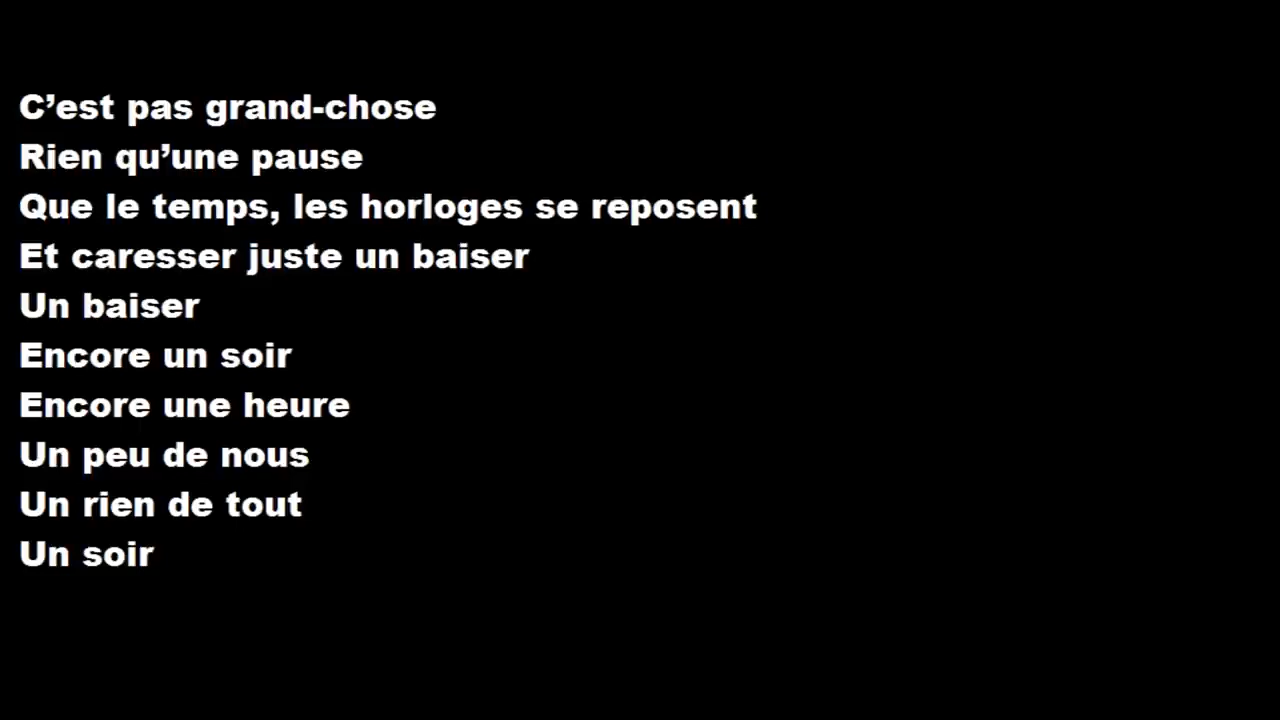 C’est pas grand-chose
Rien qu’une pause
Que le temps, les horloges se reposent
Et caresser juste un baiser
Un baiser
Encore un soir
Encore une heure
Un peu de nous
Un rien de tout
Un soir